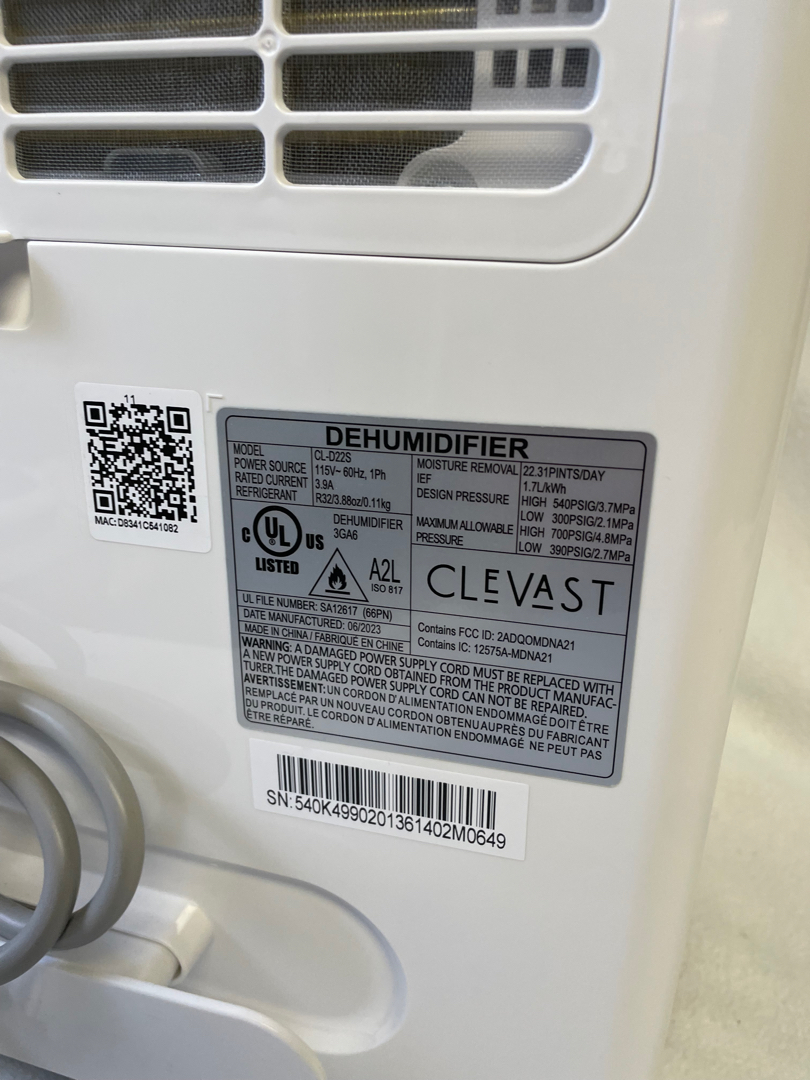 11
MAC: D8341C541082
DEHUMIDIFIER
MODEL CL-D22S
POWER SOURCE 115V~ 60Hz, 1Ph
RATED CURRENT 3.9A
REFRIGERANT R32/3.88oz/0.11kg
MOISTURE REMOVAL 22.31PINTS/DAY
IEF 1.7L/kWh
DESIGN PRESSURE HIGH 540PSIG/3.7MPa
LOW 300PSIG/2.1MPa
MAXIMUM ALLOWABLE PRESSURE HIGH 700PSIG/4.8MPa
LOW 390PSIG/2.7MPa
C UL US
LISTED
DEHUMIDIFIER
3GA6
A2L
ISO 817
CLEVAST
UL FILE NUMBER: SA12617 (66PN)
DATE MANUFACTURED: 06/2023
MADE IN CHINA / FABRIQUÉ EN CHINE
Contains FCC ID: 2ADQOMDNA21
Contains IC: 12575A-MDNA21
WARNING: A DAMAGED POWER SUPPLY CORD MUST BE REPLACED WITH
A NEW POWER SUPPLY CORD OBTAINED FROM THE PRODUCT MANUFAC-
TURER.THE DAMAGED POWER SUPPLY CORD CAN NOT BE REPAIRED.
AVERTISSEMENT: UN CORDON D'ALIMENTATION ENDOMMAGÉ DOIT ÊTRE
REMPLACÉ PAR UN NOUVEAU CORDON OBTENU AUPRÈS DU FABRICANT
DU PRODUIT. LE CORDON D'ALIMENTATION ENDOMMAGÉ NE PEUT PAS
ÊTRE RÉPARÉ.
SN: 540K4990201361402M0649